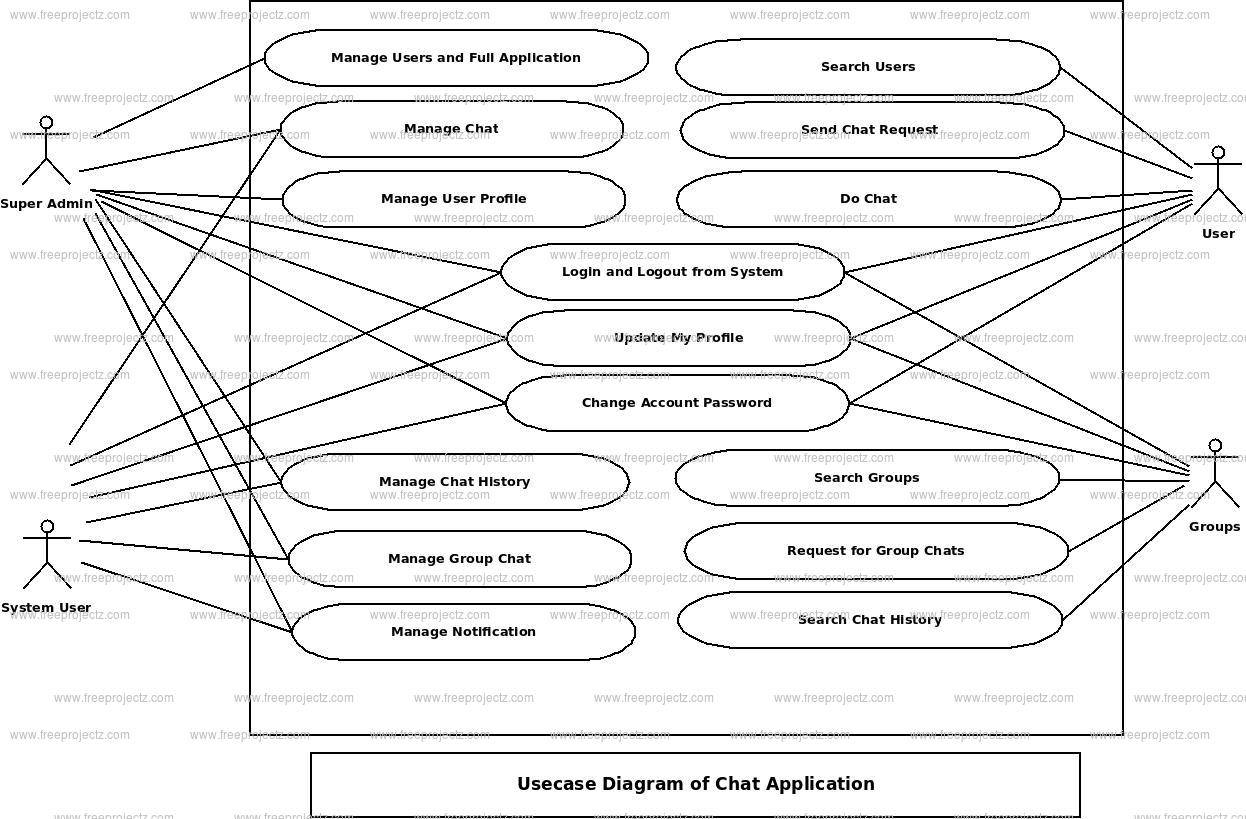 Manage Users and Full Application
Search Users
Manage Chat
Send Chat Request
Super Admin
Manage User Profile
Do Chat
User
Login and Logout from System
Update My Profile
Change Account Password
Manage Chat History
Search Groups
Groups
Manage Group Chat
Request for Group Chats
System User
Manage Notification
Search Chat History
Usecase Diagram of Chat Application
www.freeprojectz.com